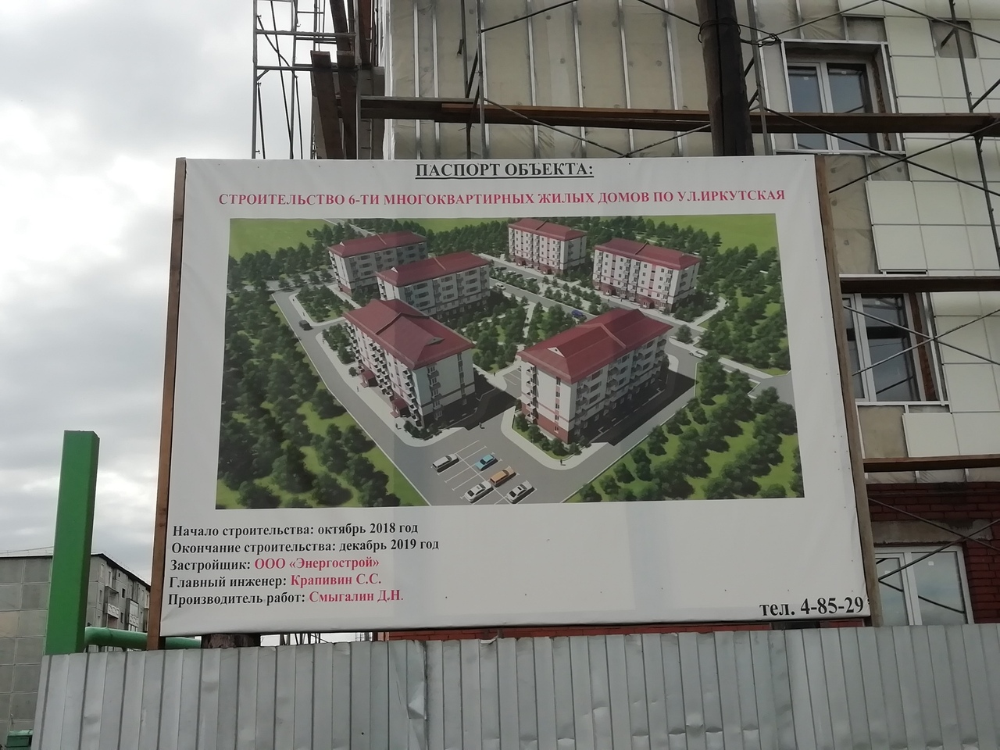 ПАСПОРТ ОБЪЕКТА:
СТРОИТЕЛЬСТВО 6-ТИ МНОГОКВАРТИРНЫХ ЖИЛЫХ ДОМОВ ПО УЛ.ИРКУТСКАЯ
Начало строительства: октябрь 2018 год
Окончание строительства: декабрь 2019 год
Застройщик: ООО «Энергострой»
Главный инженер: Крапивин С.С.
Производитель работ: Смыгалин Д.Н.
тел. 4-85-29